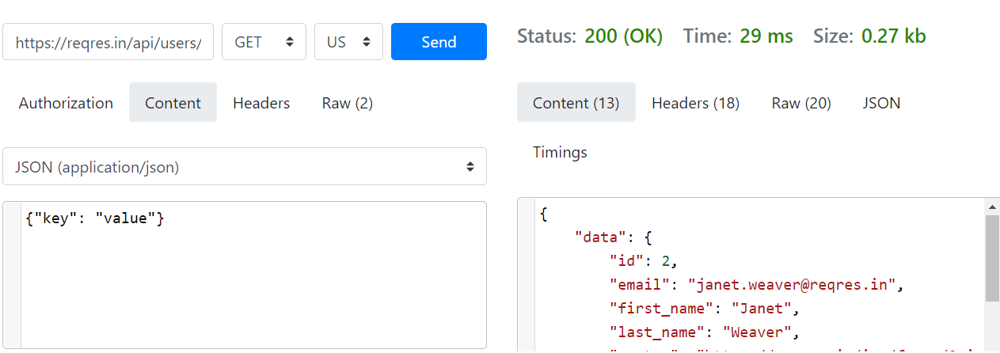 https://reqres.in/api/users/ GET US Send
Authorization Content Headers Raw (2)
JSON (application/json)
{"key": "value"}
Status: 200 (OK) Time: 29 ms Size: 0.27 kb
Content (13) Headers (18) Raw (20) JSON
Timings
{
"data": {
"id": 2,
"email": "janet.weaver@reqres.in",
"first_name": "Janet",
"last_name": "Weaver",